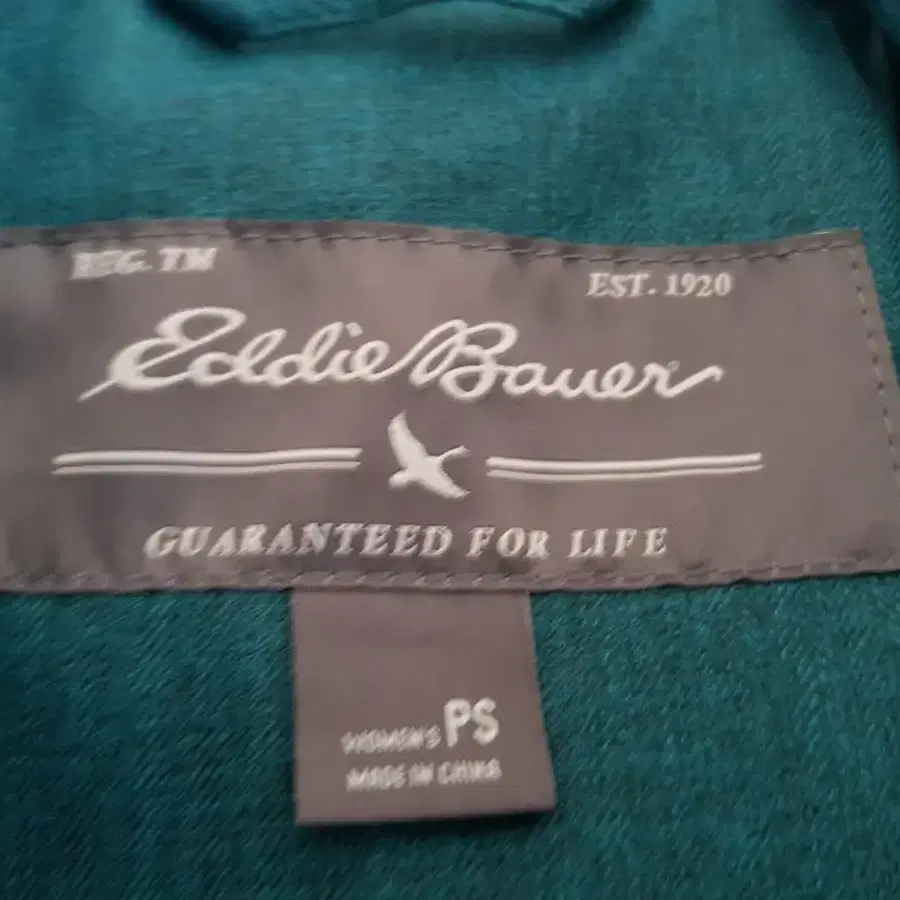 REG. TM
EST. 1920
Eddie Bauer
GUARANTEED FOR LIFE
WOMEN'S PS
MADE IN CHINA